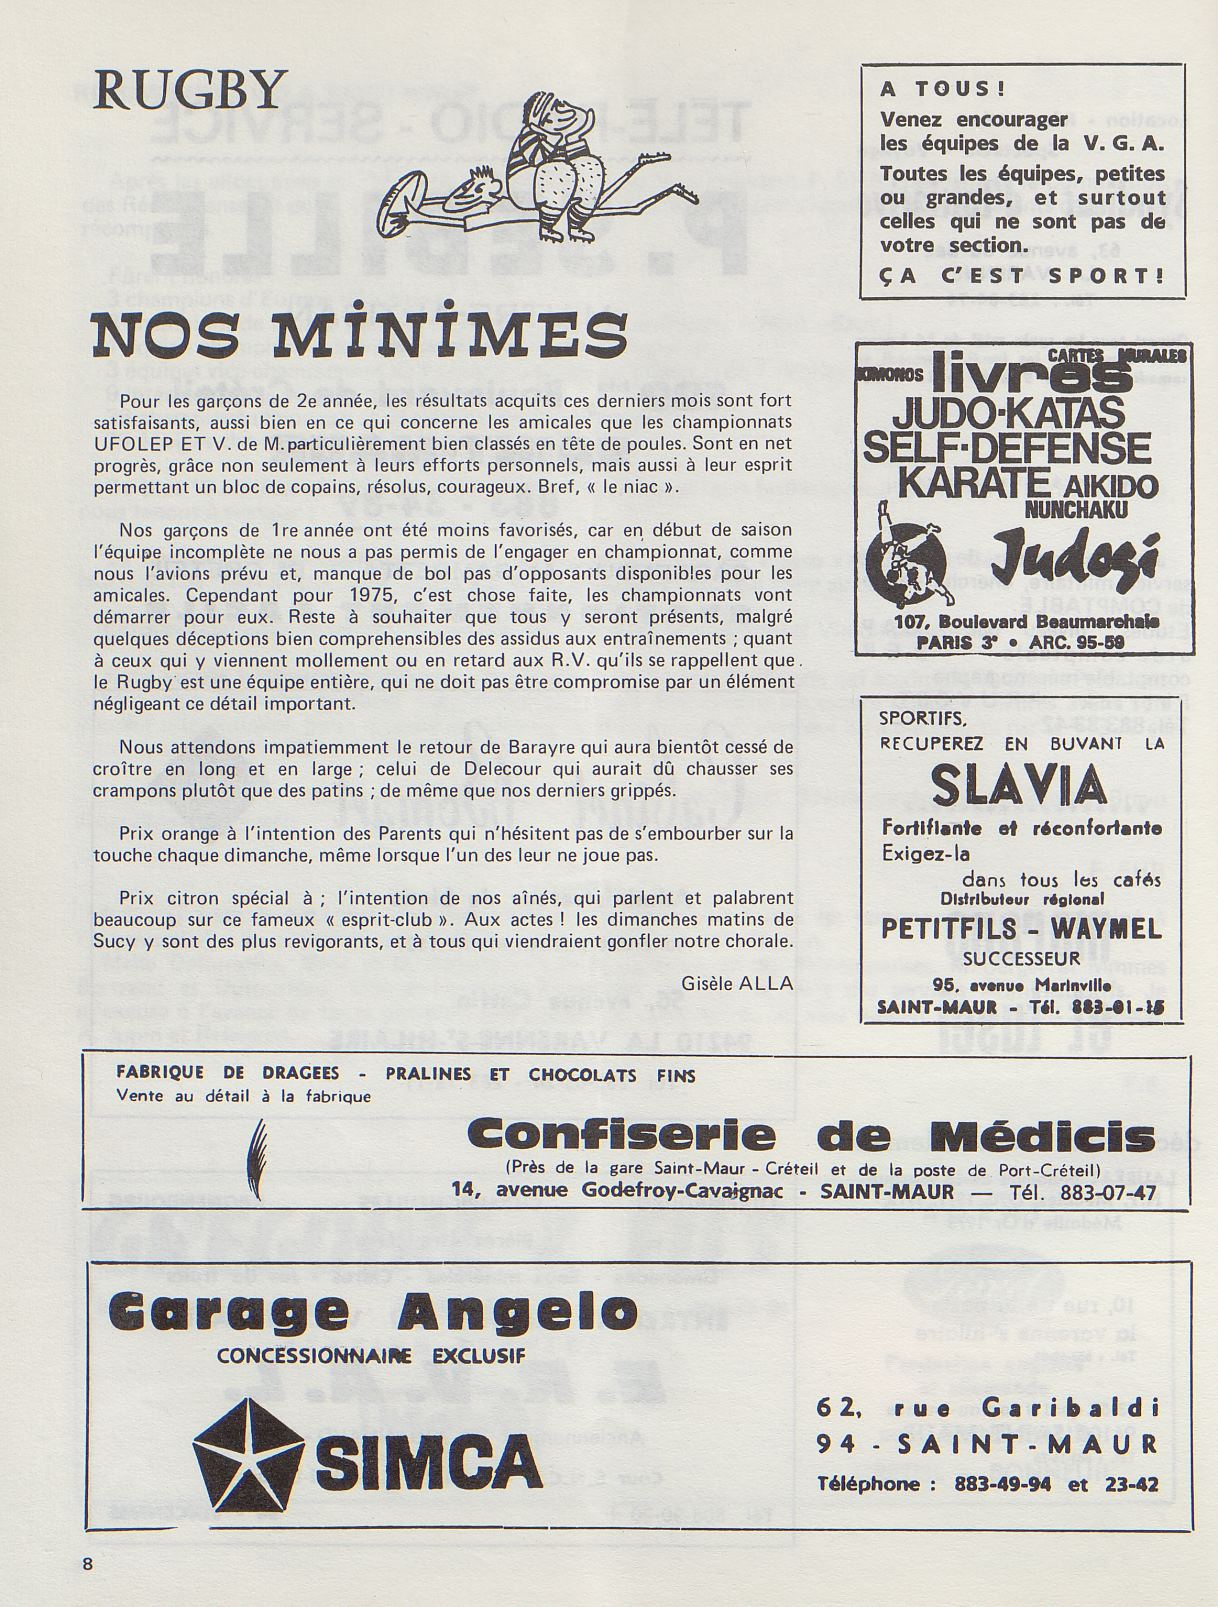 RUGBY
NOS MINIMES
Pour les garçons de 2e année, les résultats acquits ces derniers mois sont fort
satisfaisants, aussi bien en ce qui concerne les amicales que les championnats
UFOLEP ET V. de M. particulièrement bien classés en tête de poules. Sont en net
progrès, grâce non seulement à leurs efforts personnels, mais aussi à leur esprit
permettant un bloc de copains, résolus, courageux. Bref, « le niac ».
Nos garçons de 1re année ont été moins favorisés, car en début de saison
l'équipe incomplète ne nous a pas permis de l'engager en championnat, comme
nous l'avions prévu et, manque de bol pas d'opposants disponibles pour les
amicales. Cependant pour 1975, c'est chose faite, les championnats vont
démarrer pour eux. Reste à souhaiter que tous y seront présents, malgré
quelques déceptions bien comprehensibles des assidus aux entraînements ; quant
à ceux qui y viennent mollement ou en retard aux R.V. qu'ils se rappellent que
le Rugby est une équipe entière, qui ne doit pas être compromise par un élément
négligeant ce détail important.
Nous attendons impatiemment le retour de Barayre qui aura bientôt cessé de
croître en long et en large ; celui de Delecour qui aurait dû chausser ses
crampons plutôt que des patins ; de même que nos derniers grippés.
Prix orange à l'intention des Parents qui n'hésitent pas de s'embourber sur la
touche chaque dimanche, même lorsque l'un des leur ne joue pas.
Prix citron spécial à ; l'intention de nos aînés, qui parlent et palabrent
beaucoup sur ce fameux « esprit-club ». Aux actes ! les dimanches matins de
Sucy y sont des plus revigorants, et à tous qui viendraient gonfler notre chorale.
Gisèle ALLA
A TOUS!
Venez encourager
les équipes de la V. G. A.
Toutes les équipes, petites
ou grandes, et surtout
celles qui ne sont pas de
votre section.
ÇA C'EST SPORT!
CARTES MURALES
KIMONOS livres
JUDO·KATAS
SELF-DEFENSE
KARATE AIKIDO
NUNCHAKU
Judogi
107, Boulevard Beaumarchais
PARIS 3e • ARC. 95-59
SPORTIFS,
RECUPEREZ EN BUVANT LA
SLAVIA
Fortifiante et réconfortante
Exigez-la
dans tous les cafés
Distributeur régional
PETITFILS - WAYMEL
SUCCESSEUR
95, avenue Marinville
SAINT-MAUR - Tél. 883-01-15
FABRIQUE DE DRAGEES - PRALINES ET CHOCOLATS FINS
Vente au détail à la fabrique
Confiserie de Médicis
(Près de la gare Saint-Maur - Créteil et de la poste de Port-Créteil)
14, avenue Godefroy-Cavaignac - SAINT-MAUR — Tél. 883-07-47
Garage Angelo
CONCESSIONNAIRE EXCLUSIF
SIMCA
62, rue Garibaldi
94 - SAINT-MAUR
Téléphone : 883-49-94 et 23-42
8